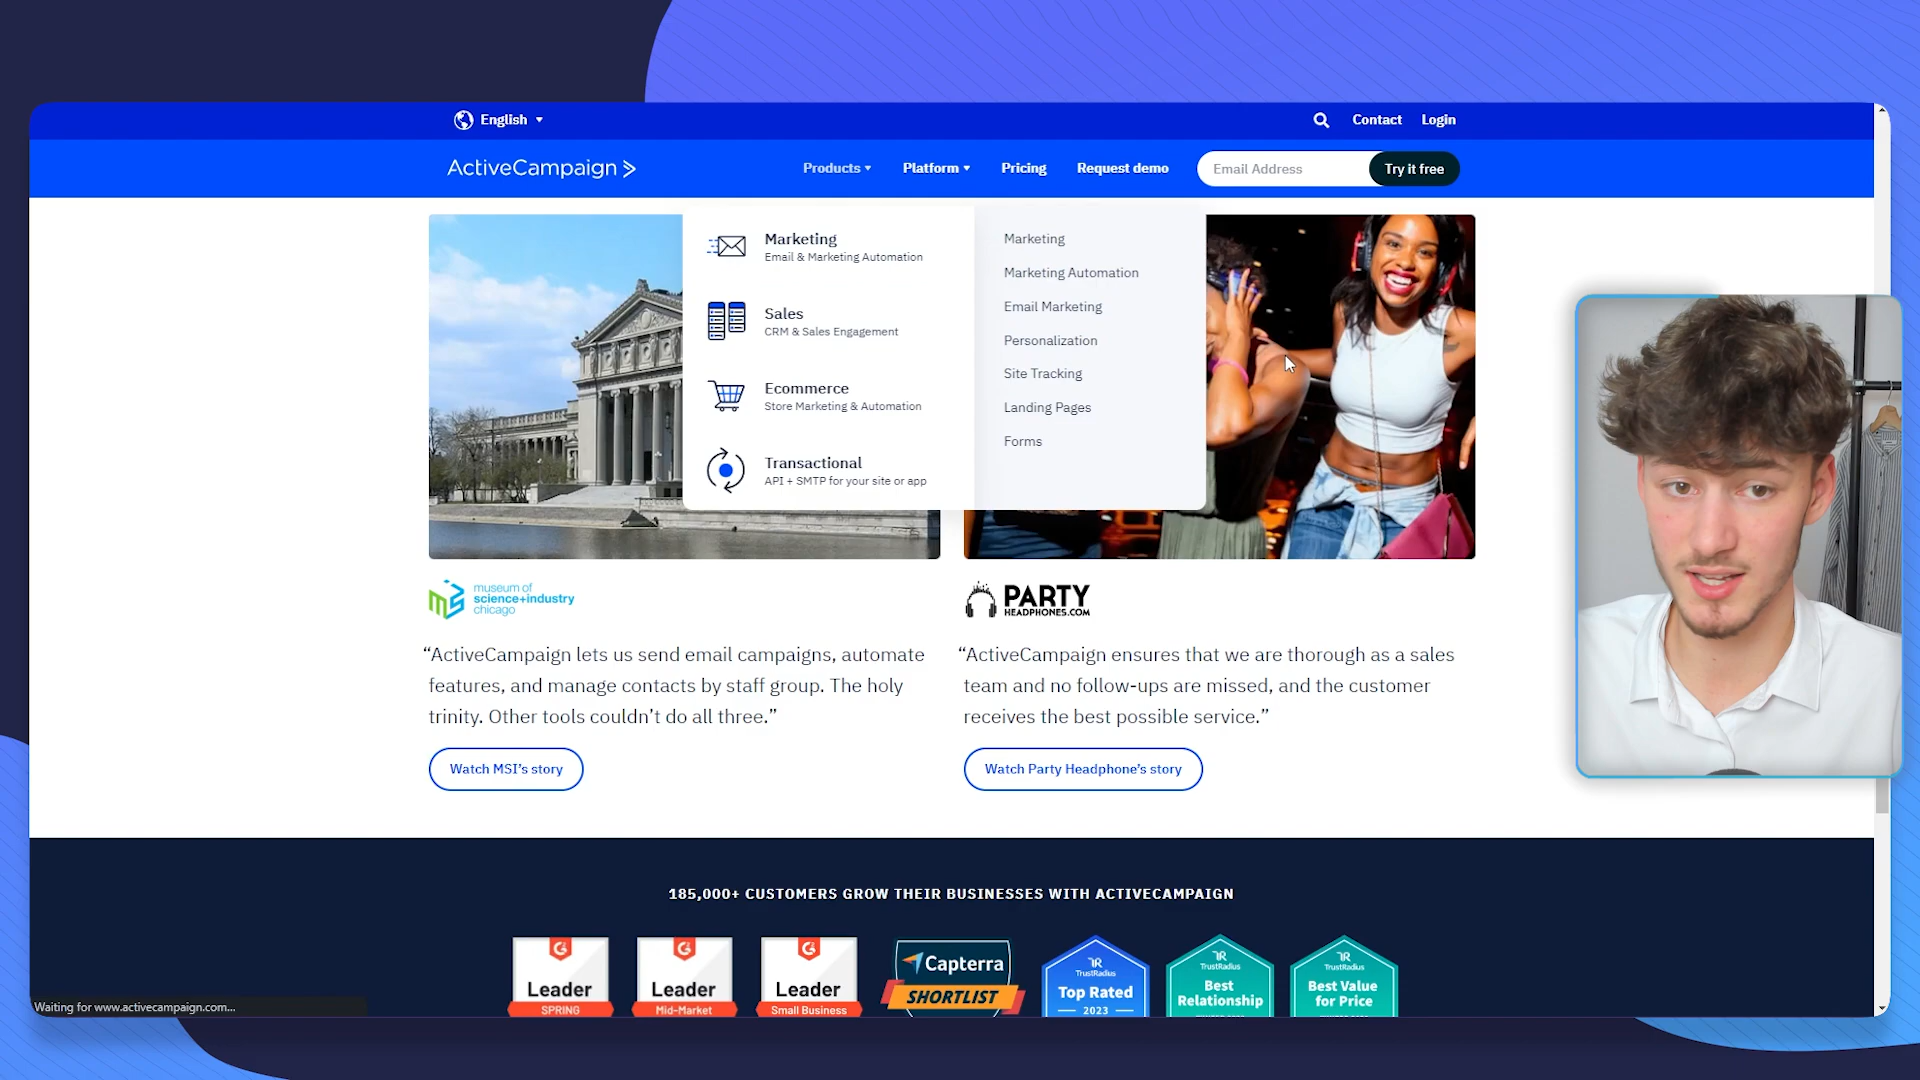 English
Contact
Login
ActiveCampaign
Products
Platform
Pricing
Request demo
Email Address
Try it free
Marketing
Email & Marketing Automation
Sales
CRM & Sales Engagement
Ecommerce
Store Marketing & Automation
Transactional
API + SMTP for your site or app
Marketing
Marketing Automation
Email Marketing
Personalization
Site Tracking
Landing Pages
Forms
museum of
science+industry
chicago
“ActiveCampaign lets us send email campaigns, automate
features, and manage contacts by staff group. The holy
trinity. Other tools couldn’t do all three.”
Watch MSI’s story
PARTY
HEADPHONES.COM
“ActiveCampaign ensures that we are thorough as a sales
team and no follow-ups are missed, and the customer
receives the best possible service.”
Watch Party Headphone’s story
185,000+ CUSTOMERS GROW THEIR BUSINESSES WITH ACTIVECAMPAIGN
Leader
SPRING
Leader
Mid-Market
Leader
Small Business
Capterra
SHORTLIST
TrustRadius
Top Rated
2023
TrustRadius
Best
Relationship
TrustRadius
Best Value
for Price
Waiting for www.activecampaign.com...